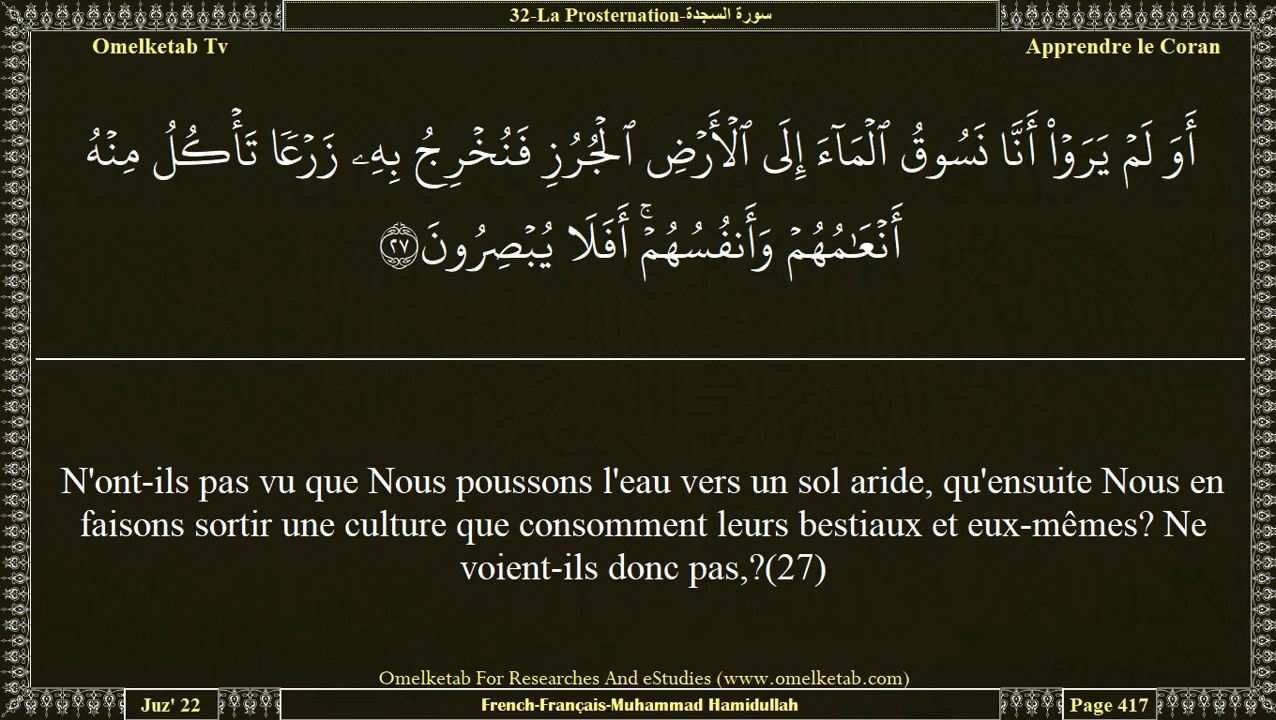 32-La Prosternation-سورة السجدة
Omelketab Tv
Apprendre le Coran
أَوَ لَمۡ يَرَوۡاْ أَنَّا نَسُوقُ ٱلۡمَآءَ إِلَى ٱلۡأَرۡضِ ٱلۡجُرُزِ فَنُخۡرِجُ بِهِۦ زَرۡعٗا تَأۡكُلُ مِنۡهُ
أَنۡعَٰمُهُمۡ وَأَنفُسُهُمۡۚ أَفَلَا يُبۡصِرُونَ ٢٧
N'ont-ils pas vu que Nous poussons l'eau vers un sol aride, qu'ensuite Nous en
faisons sortir une culture que consomment leurs bestiaux et eux-mêmes? Ne
voient-ils donc pas,?(27)
Omelketab For Researches And eStudies (www.omelketab.com)
Juz' 22
French-Français-Muhammad Hamidullah
Page 417